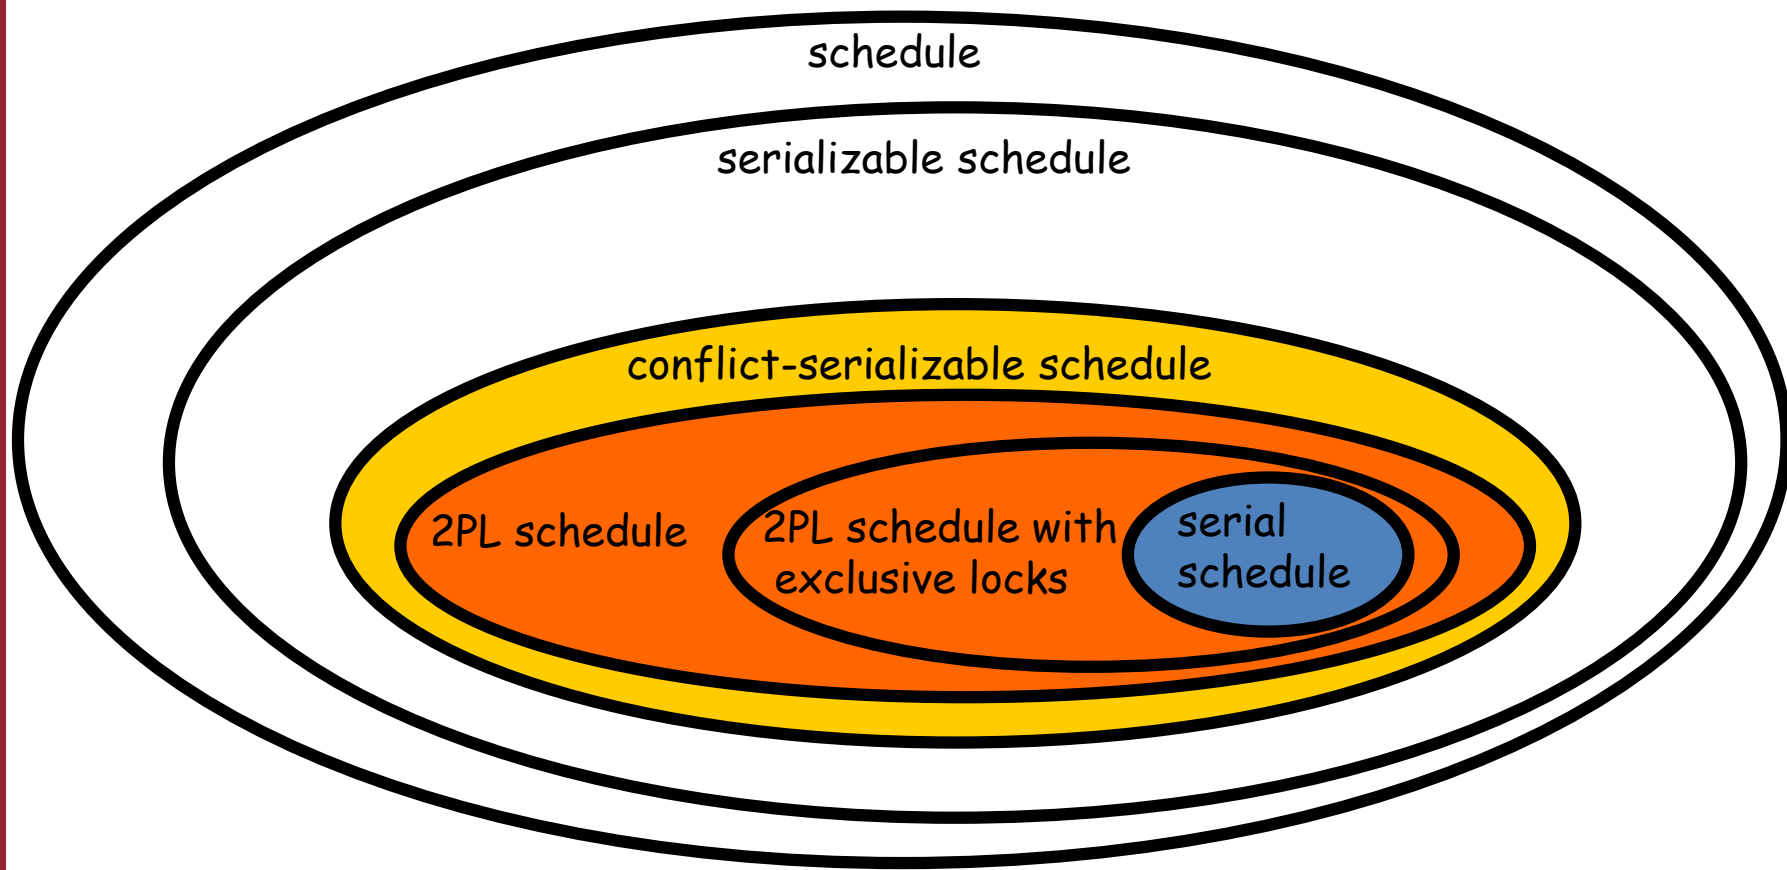 schedule
serializable schedule
conflict-serializable schedule
2PL schedule
2PL schedule with
exclusive locks
serial
schedule